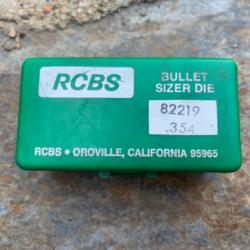 RCBS
BULLET
SIZER DIE
82219
.354
RCBS • OROVILLE, CALIFORNIA 95965